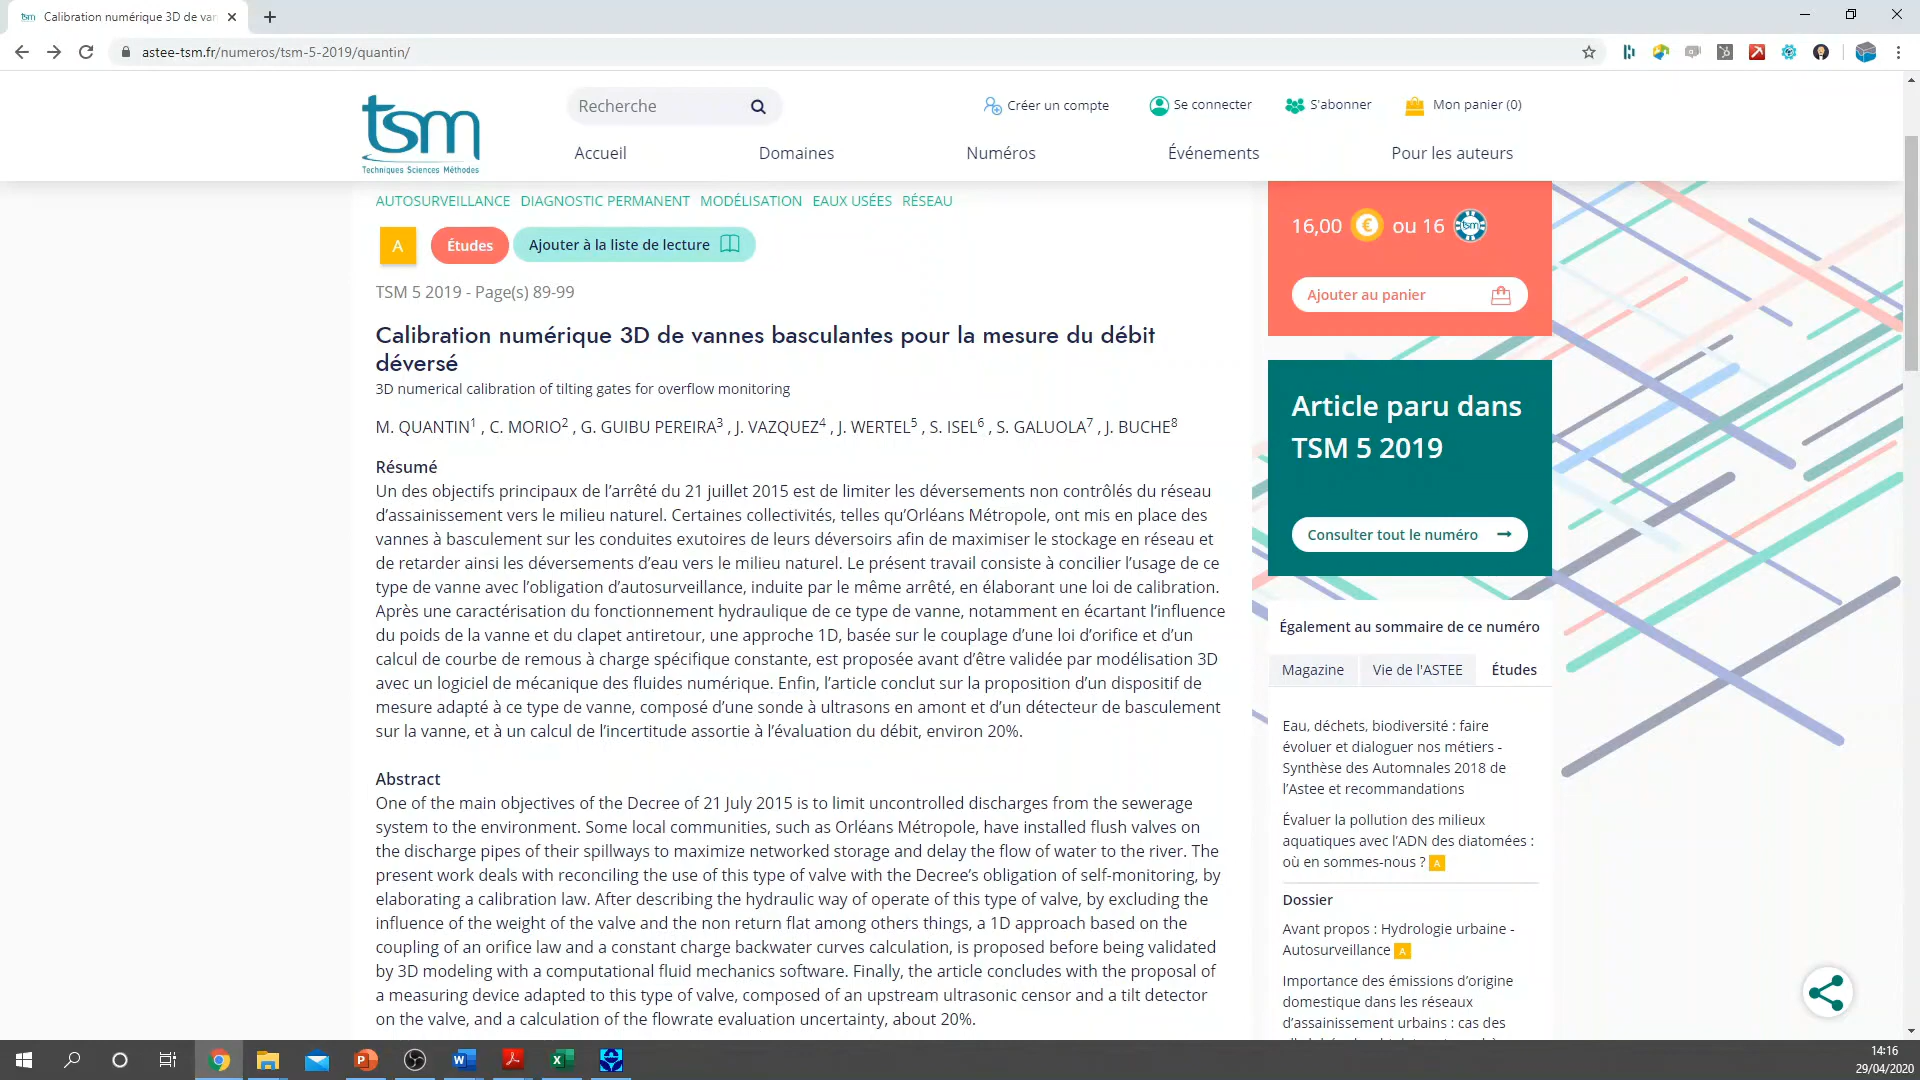 Calibration numérique 3D de van
astee-tsm.fr/numeros/tsm-5-2019/quantin/
tsm
Techniques Sciences Méthodes
Recherche
Créer un compte
Se connecter
S'abonner
Mon panier (0)
Accueil
Domaines
Numéros
Événements
Pour les auteurs
AUTOSURVEILLANCE DIAGNOSTIC PERMANENT MODÉLISATION EAUX USÉES RÉSEAU
A
Études
Ajouter à la liste de lecture
TSM 5 2019 - Page(s) 89-99
Calibration numérique 3D de vannes basculantes pour la mesure du débit
déversé
3D numerical calibration of tilting gates for overflow monitoring
M. QUANTIN1 , C. MORIO2 , G. GUIBU PEREIRA3 , J. VAZQUEZ4 , J. WERTEL5 , S. ISEL6 , S. GALUOLA7 , J. BUCHE8
Résumé
Un des objectifs principaux de l’arrêté du 21 juillet 2015 est de limiter les déversements non contrôlés du réseau
d’assainissement vers le milieu naturel. Certaines collectivités, telles qu’Orléans Métropole, ont mis en place des
vannes à basculement sur les conduites exutoires de leurs déversoirs afin de maximiser le stockage en réseau et
de retarder ainsi les déversements d’eau vers le milieu naturel. Le présent travail consiste à concilier l’usage de ce
type de vanne avec l’obligation d’autosurveillance, induite par le même arrêté, en élaborant une loi de calibration.
Après une caractérisation du fonctionnement hydraulique de ce type de vanne, notamment en écartant l’influence
du poids de la vanne et du clapet antiretour, une approche 1D, basée sur le couplage d’une loi d’orifice et d’un
calcul de courbe de remous à charge spécifique constante, est proposée avant d’être validée par modélisation 3D
avec un logiciel de mécanique des fluides numérique. Enfin, l’article conclut sur la proposition d’un dispositif de
mesure adapté à ce type de vanne, composé d’une sonde à ultrasons en amont et d’un détecteur de basculement
sur la vanne, et à un calcul de l’incertitude assortie à l’évaluation du débit, environ 20%.
Abstract
One of the main objectives of the Decree of 21 July 2015 is to limit uncontrolled discharges from the sewerage
system to the environment. Some local communities, such as Orléans Métropole, have installed flush valves on
the discharge pipes of their spillways to maximize networked storage and delay the flow of water to the river. The
present work deals with reconciling the use of this type of valve with the Decree’s obligation of self-monitoring, by
elaborating a calibration law. After describing the hydraulic way of operate of this type of valve, by excluding the
influence of the weight of the valve and the non return flat among others things, a 1D approach based on the
coupling of an orifice law and a constant charge backwater curves calculation, is proposed before being validated
by 3D modeling with a computational fluid mechanics software. Finally, the article concludes with the proposal of
a measuring device adapted to this type of valve, composed of an upstream ultrasonic censor and a tilt detector
on the valve, and a calculation of the flowrate evaluation uncertainty, about 20%.
16,00 € ou 16 tsm
Ajouter au panier
Article paru dans
TSM 5 2019
Consulter tout le numéro
Également au sommaire de ce numéro
Magazine
Vie de l'ASTEE
Études
Eau, déchets, biodiversité : faire
évoluer et dialoguer nos métiers -
Synthèse des Automnales 2018 de
l’Astee et recommandations
Évaluer la pollution des milieux
aquatiques avec l’ADN des diatomées :
où en sommes-nous ? A
Dossier
Avant propos : Hydrologie urbaine -
Autosurveillance A
Importance des émissions d’origine
domestique dans les réseaux
d’assainissement urbains : cas des
14:16
29/04/2020